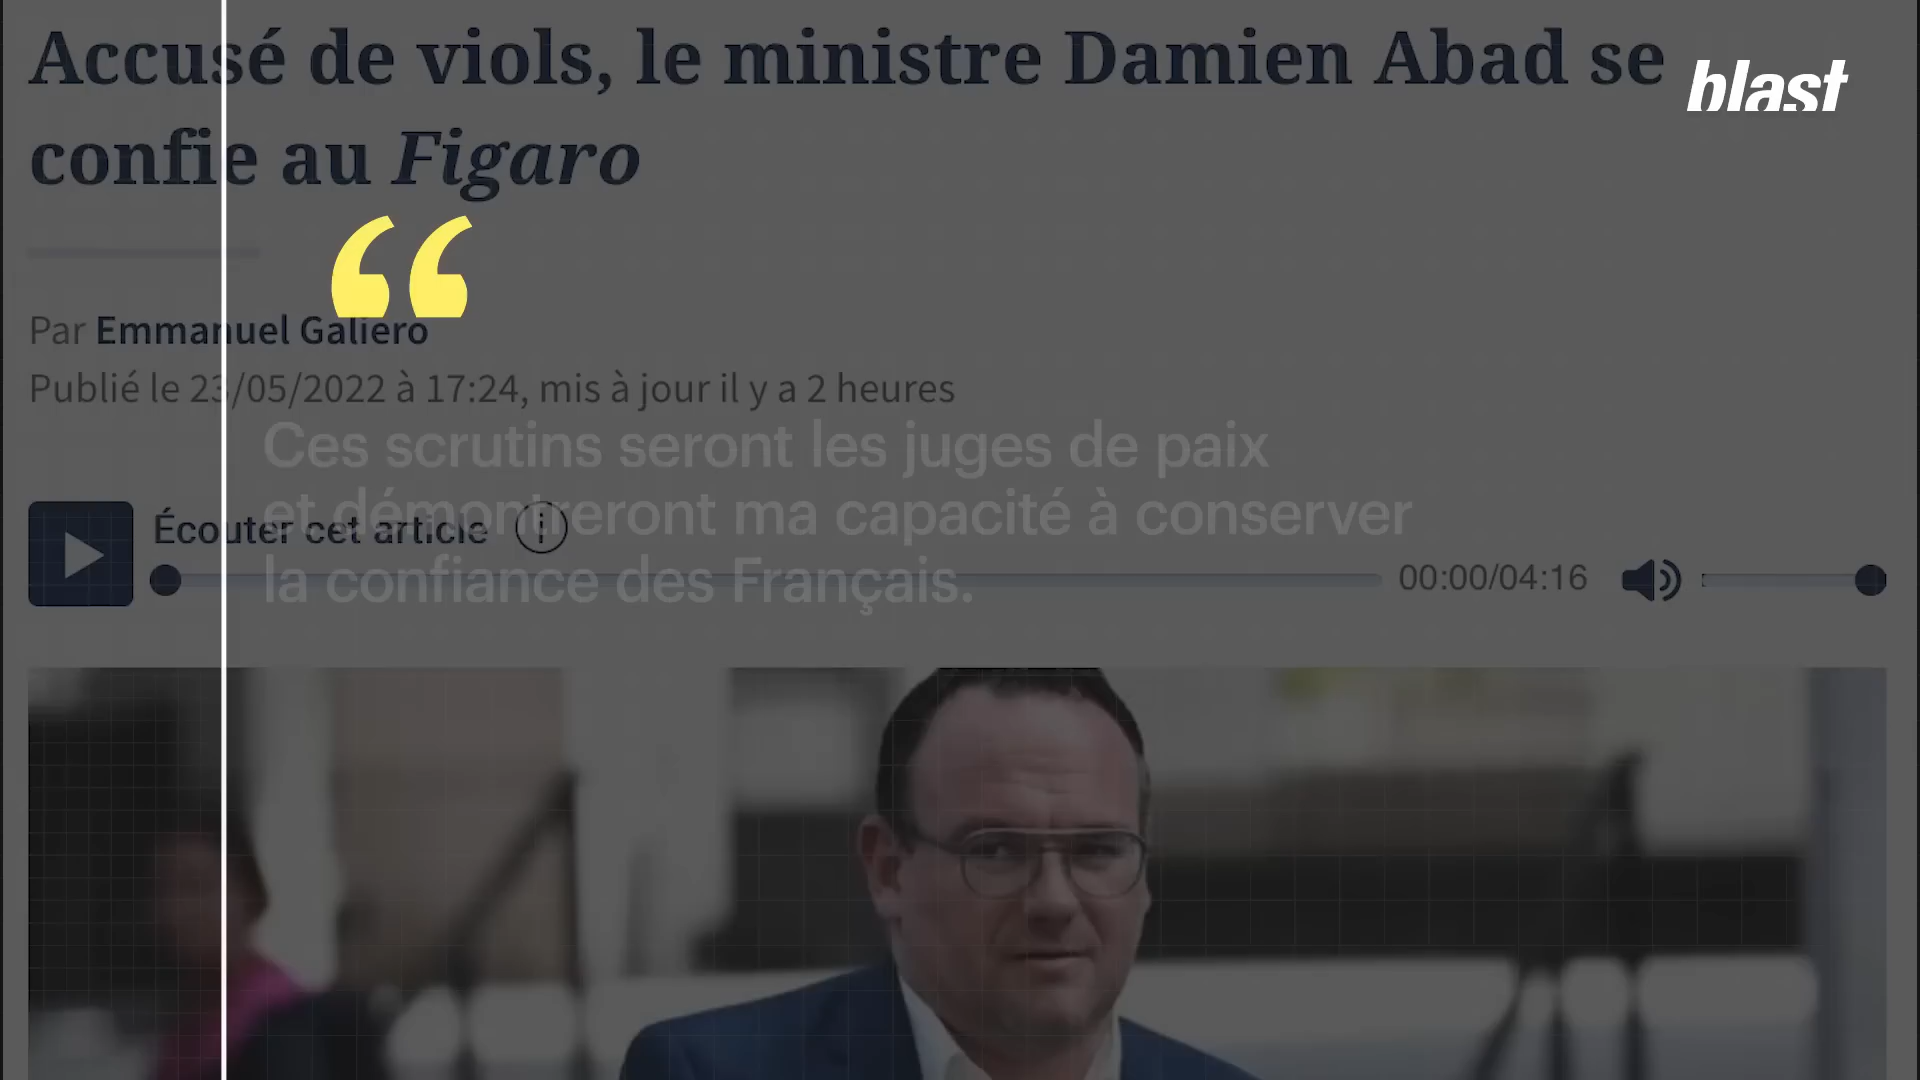 Accusé de viols, le ministre Damien Abad se
confie au Figaro
blast
“
Par Emmanuel Galiero
Publié le 23/05/2022 à 17:24, mis à jour il y a 2 heures
Ces scrutins seront les juges de paix
et démontreront ma capacité à conserver
la confiance des Français.
Écouter cet article
00:00/04:16